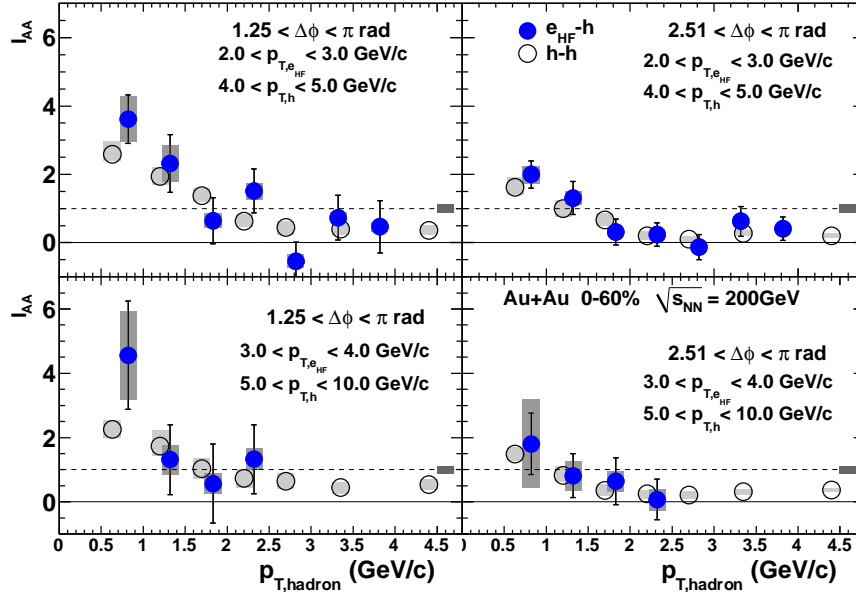 I_AA
6
4
2
0
1.25 < Δϕ < π rad
2.0 < p_T,e_HF < 3.0 GeV/c
4.0 < p_T,h < 5.0 GeV/c
e_HF-h
h-h
2.51 < Δϕ < π rad
2.0 < p_T,e_HF < 3.0 GeV/c
4.0 < p_T,h < 5.0 GeV/c
I_AA
6
4
2
0
1.25 < Δϕ < π rad
3.0 < p_T,e_HF < 4.0 GeV/c
5.0 < p_T,h < 10.0 GeV/c
Au+Au 0-60% √s_NN = 200GeV
2.51 < Δϕ < π rad
3.0 < p_T,e_HF < 4.0 GeV/c
5.0 < p_T,h < 10.0 GeV/c
0 0.5 1 1.5 2 2.5 3 3.5 4 4.5
0.5 1 1.5 2 2.5 3 3.5 4 4.5
p_T,hadron (GeV/c)
p_T,hadron (GeV/c)